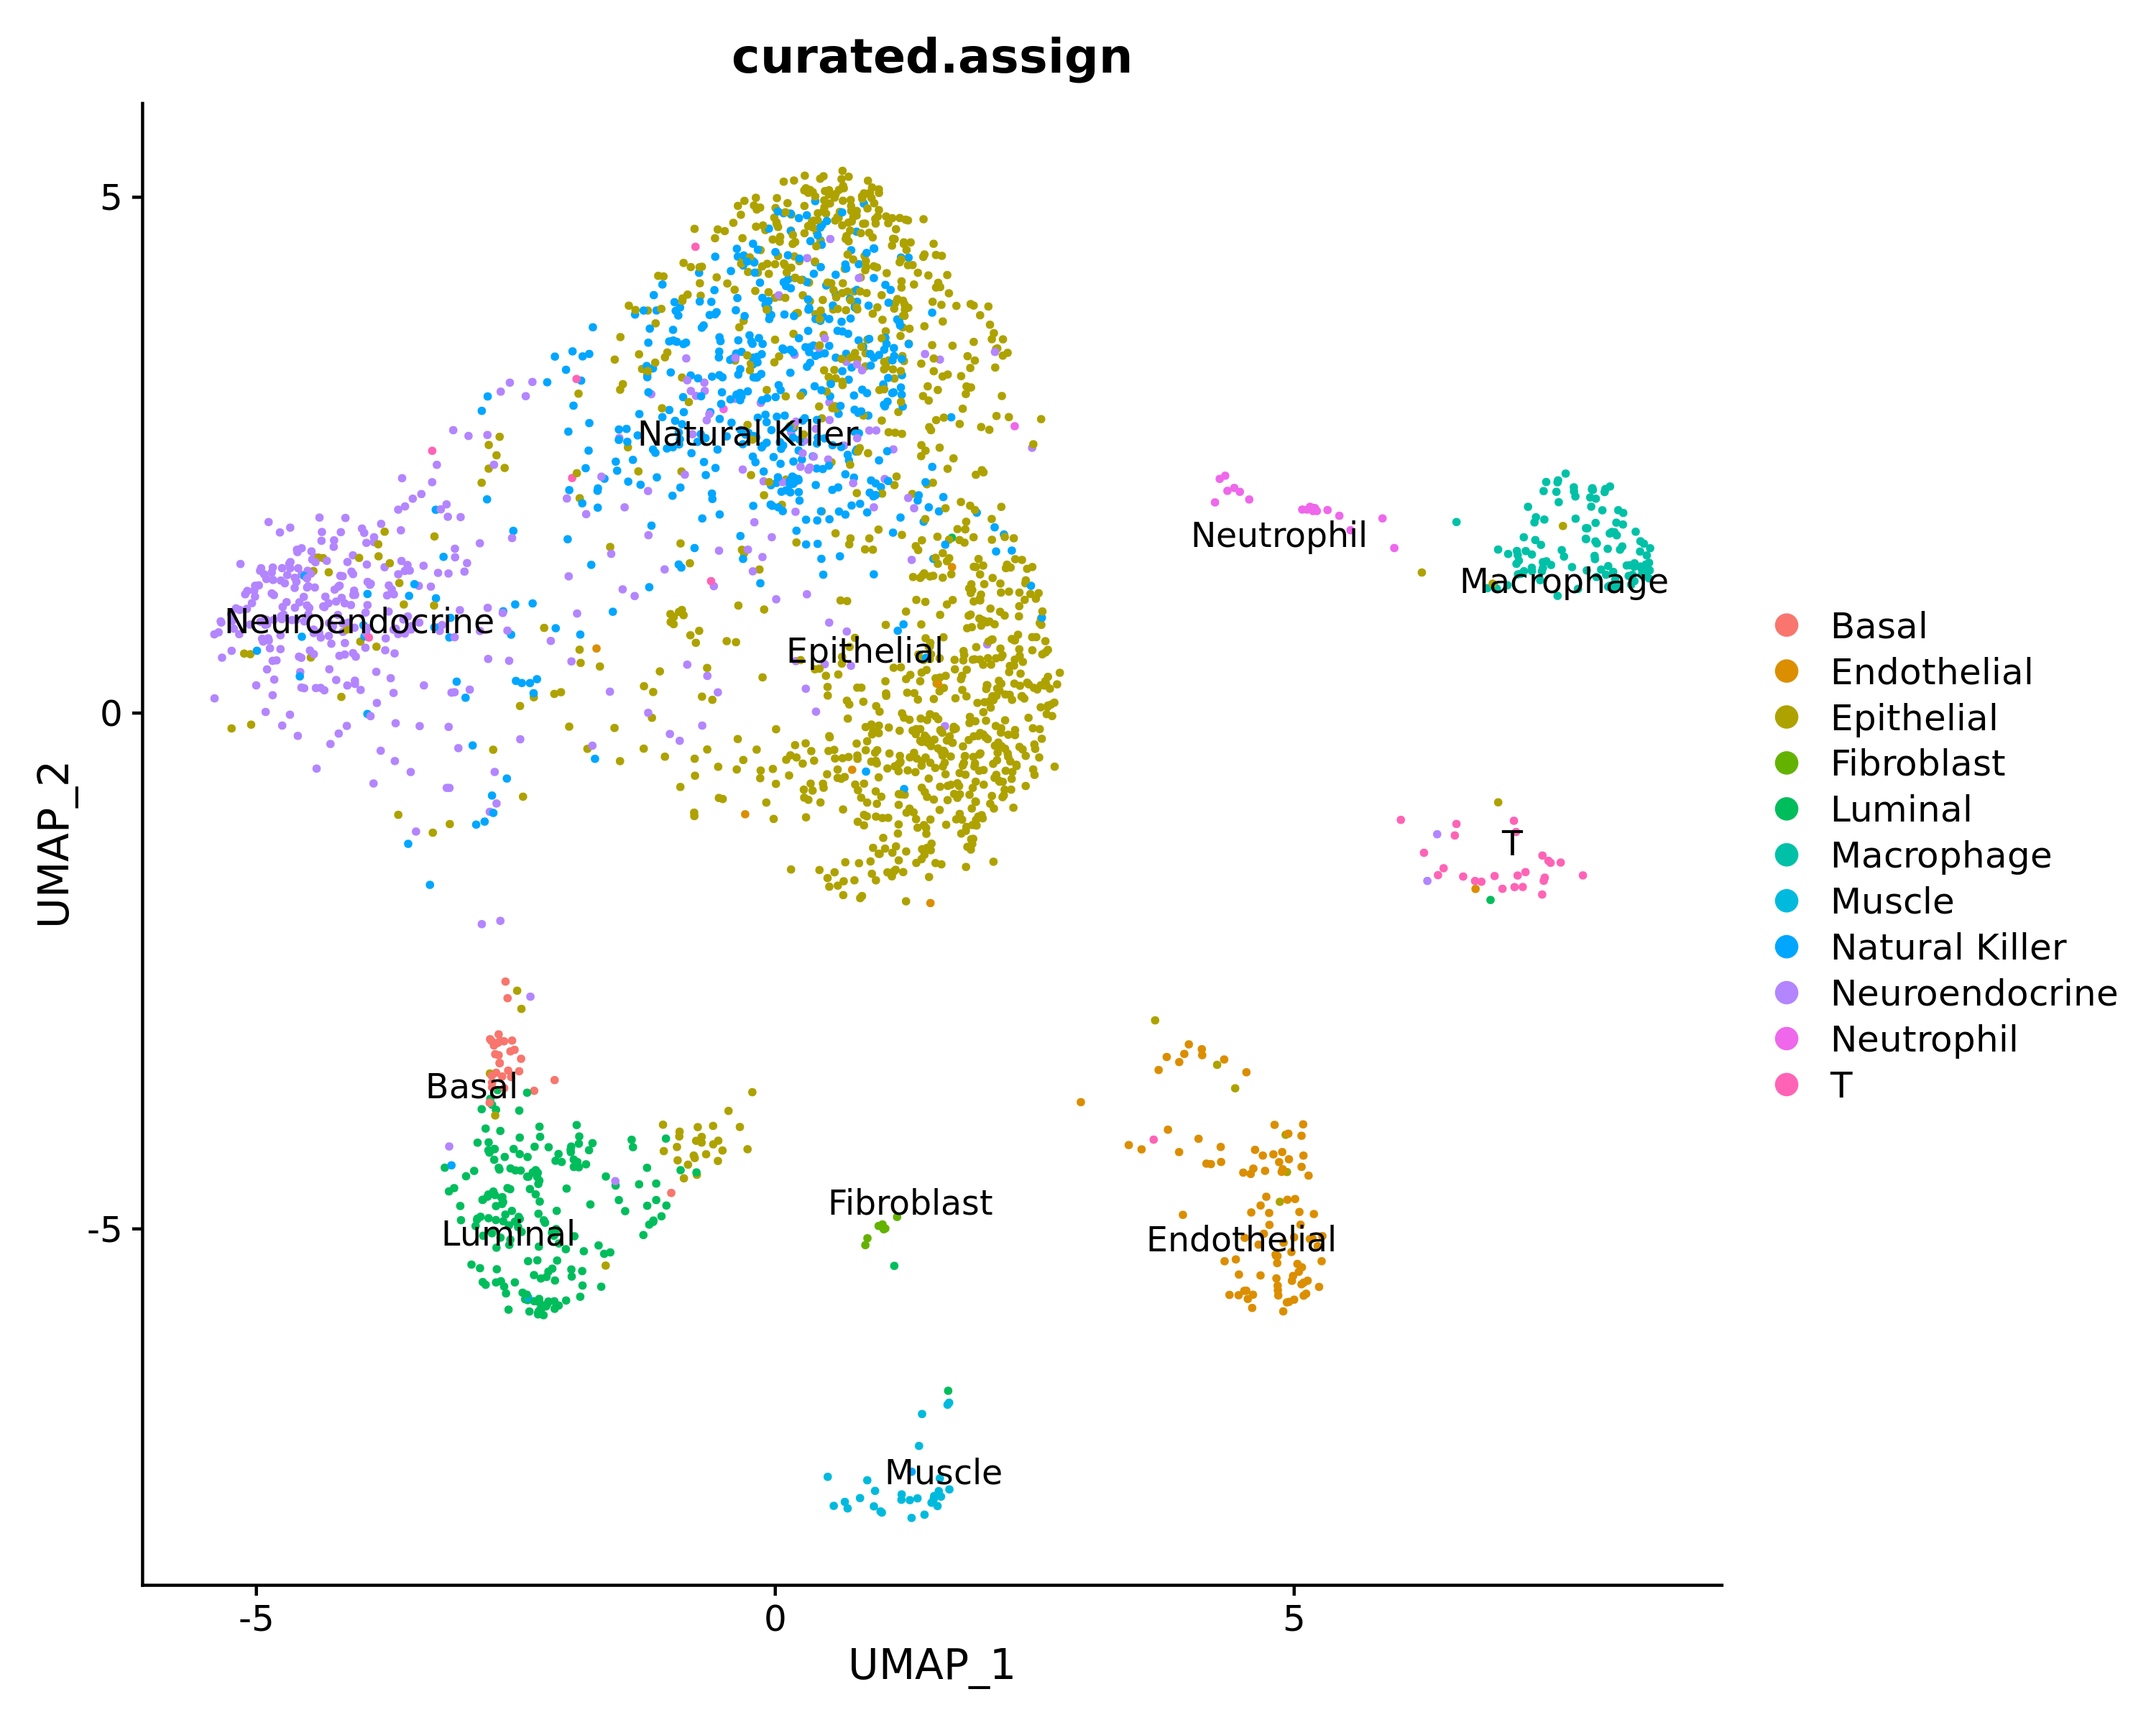 curated.assign
5
0
-5
UMAP_2
Natural Killer
Neutrophil
Macrophage
Neuroendocrine
Epithelial
T
Basal
Fibroblast
Luminal
Endothelial
Muscle
-5
0
5
UMAP_1
Basal
Endothelial
Epithelial
Fibroblast
Luminal
Macrophage
Muscle
Natural Killer
Neuroendocrine
Neutrophil
T